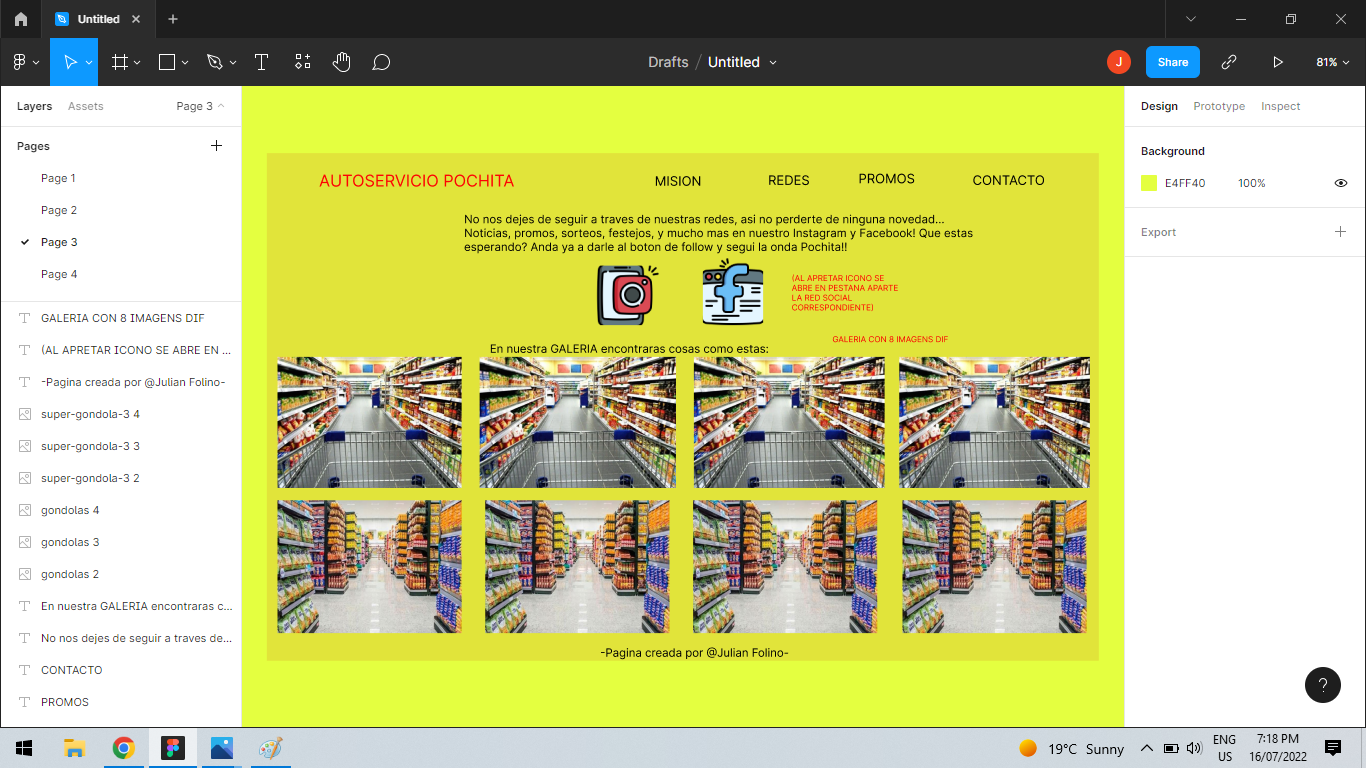 Untitled
Drafts / Untitled
J
Share
81%
Layers
Assets
Page 3
Pages
Page 1
Page 2
Page 3
Page 4
GALERIA CON 8 IMAGENS DIF
(AL APRETAR ICONO SE ABRE EN ...
-Pagina creada por @Julian Folino-
super-gondola-3 4
super-gondola-3 3
super-gondola-3 2
gondolas 4
gondolas 3
gondolas 2
En nuestra GALERIA encontraras c...
No nos dejes de seguir a traves de...
CONTACTO
PROMOS
AUTOSERVICIO POCHITA
MISION
REDES
PROMOS
CONTACTO
No nos dejes de seguir a traves de nuestras redes, asi no perderte de ninguna novedad...
Noticias, promos, sorteos, festejos, y mucho mas en nuestro Instagram y Facebook! Que estas
esperando? Anda ya a darle al boton de follow y segui la onda Pochita!!
(AL APRETAR ICONO SE
ABRE EN PESTANA APARTE
LA RED SOCIAL
CORRESPONDIENTE)
GALERIA CON 8 IMAGENS DIF
En nuestra GALERIA encontraras cosas como estas:
-Pagina creada por @Julian Folino-
Design
Prototype
Inspect
Background
E4FF40
100%
Export
?
19°C Sunny
ENG
US
7:18 PM
16/07/2022